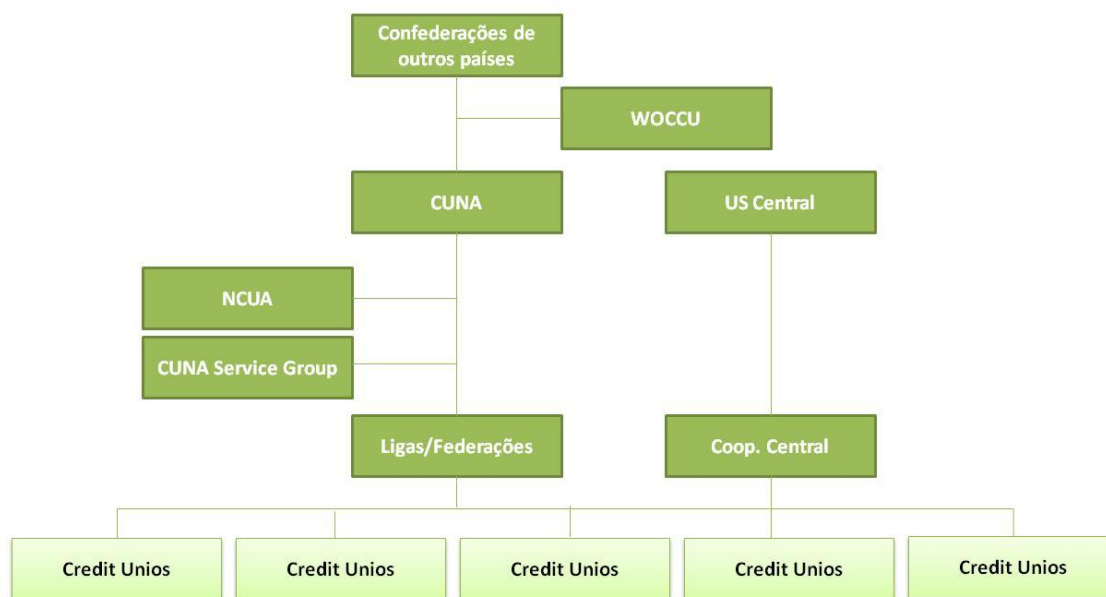 Confederações de
outros países
WOCCU
CUNA
US Central
NCUA
CUNA Service Group
Ligas/Federações
Coop. Central
Credit Unios
Credit Unios
Credit Unios
Credit Unios
Credit Unios